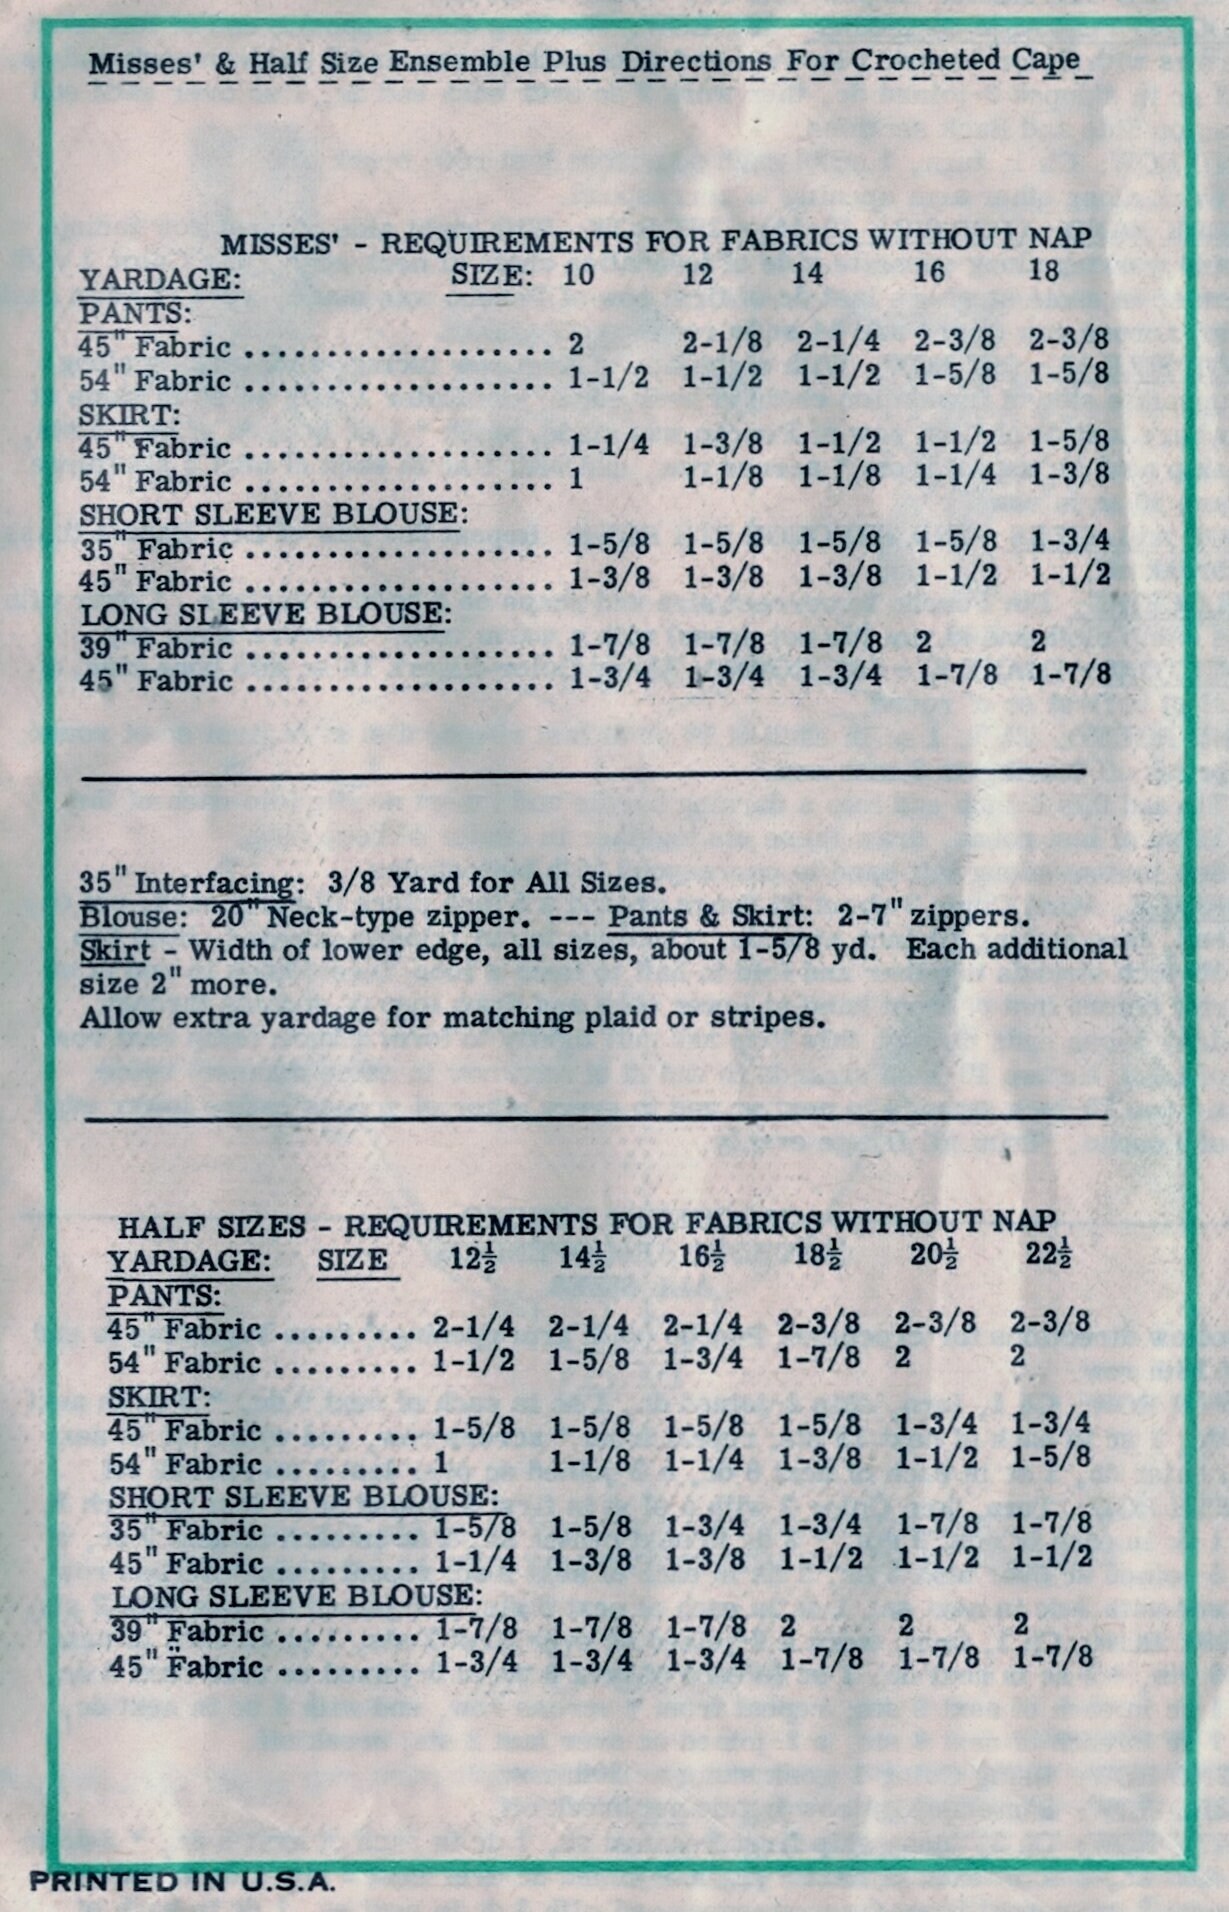 Misses' & Half Size Ensemble Plus Directions For Crocheted Cape
MISSES' - REQUIREMENTS FOR FABRICS WITHOUT NAP
YARDAGE: SIZE: 10 12 14 16 18
PANTS:
45" Fabric .................... 2 2-1/8 2-1/4 2-3/8 2-3/8
54" Fabric .................... 1-1/2 1-1/2 1-1/2 1-5/8 1-5/8
SKIRT:
45" Fabric .................... 1-1/4 1-3/8 1-1/2 1-1/2 1-5/8
54" Fabric .................... 1 1-1/8 1-1/8 1-1/4 1-3/8
SHORT SLEEVE BLOUSE:
35" Fabric .................... 1-5/8 1-5/8 1-5/8 1-5/8 1-3/4
45" Fabric .................... 1-3/8 1-3/8 1-3/8 1-1/2 1-1/2
LONG SLEEVE BLOUSE:
39" Fabric .................... 1-7/8 1-7/8 1-7/8 2 2
45" Fabric .................... 1-3/4 1-3/4 1-3/4 1-7/8 1-7/8
35" Interfacing: 3/8 Yard for All Sizes.
Blouse: 20" Neck-type zipper. --- Pants & Skirt: 2-7" zippers.
Skirt - Width of lower edge, all sizes, about 1-5/8 yd. Each additional
size 2" more.
Allow extra yardage for matching plaid or stripes.
HALF SIZES - REQUIREMENTS FOR FABRICS WITHOUT NAP
YARDAGE: SIZE 12½ 14½ 16½ 18½ 20½ 22½
PANTS:
45" Fabric ......... 2-1/4 2-1/4 2-1/4 2-3/8 2-3/8 2-3/8
54" Fabric ......... 1-1/2 1-5/8 1-3/4 1-7/8 2 2
SKIRT:
45" Fabric ......... 1-5/8 1-5/8 1-5/8 1-5/8 1-3/4 1-3/4
54" Fabric ......... 1 1-1/8 1-1/4 1-3/8 1-1/2 1-5/8
SHORT SLEEVE BLOUSE:
35" Fabric ......... 1-5/8 1-5/8 1-3/4 1-3/4 1-7/8 1-7/8
45" Fabric ......... 1-1/4 1-3/8 1-3/8 1-1/2 1-1/2 1-1/2
LONG SLEEVE BLOUSE:
39" Fabric ......... 1-7/8 1-7/8 1-7/8 2 2 2
45" Fabric ......... 1-3/4 1-3/4 1-3/4 1-7/8 1-7/8 1-7/8
PRINTED IN U.S.A.